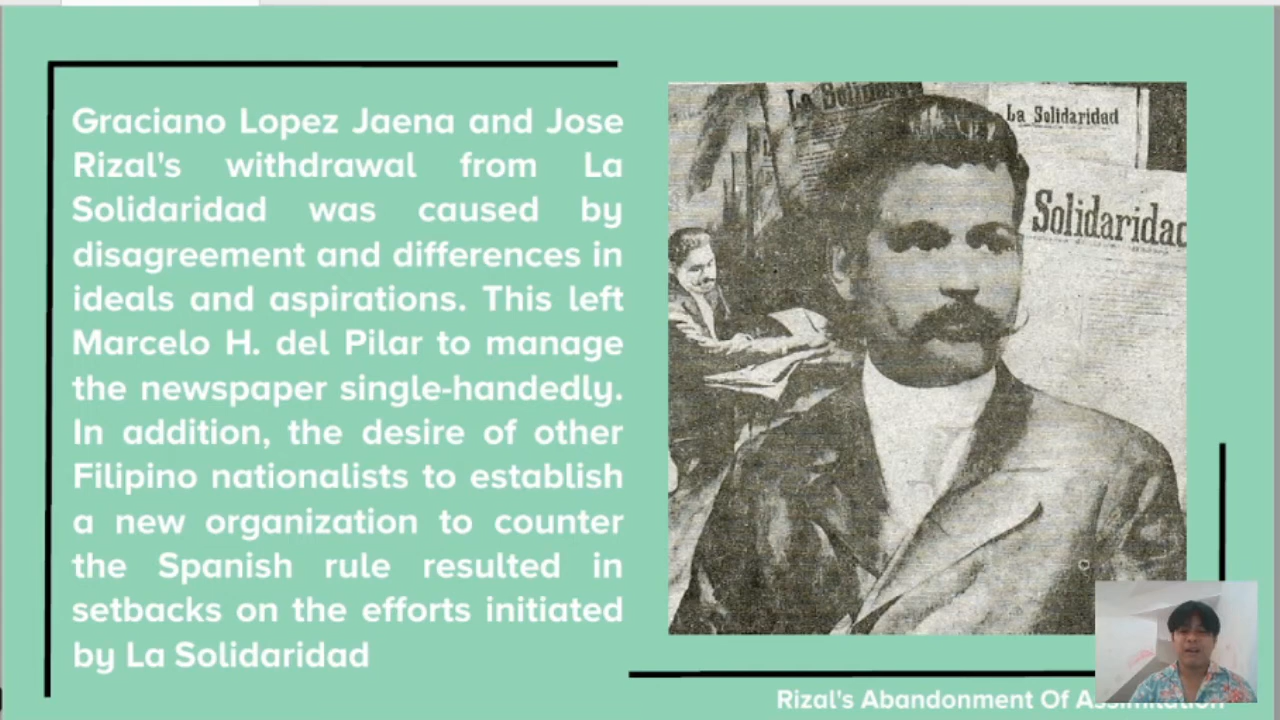 Graciano Lopez Jaena and Jose
Rizal's withdrawal from La
Solidaridad was caused by
disagreement and differences in
ideals and aspirations. This left
Marcelo H. del Pilar to manage
the newspaper single-handedly.
In addition, the desire of other
Filipino nationalists to establish
a new organization to counter
the Spanish rule resulted in
setbacks on the efforts initiated
by La Solidaridad
La Solidaridad
La Solidaridad
Solidaridad
Rizal's Abandonment Of Assimilation